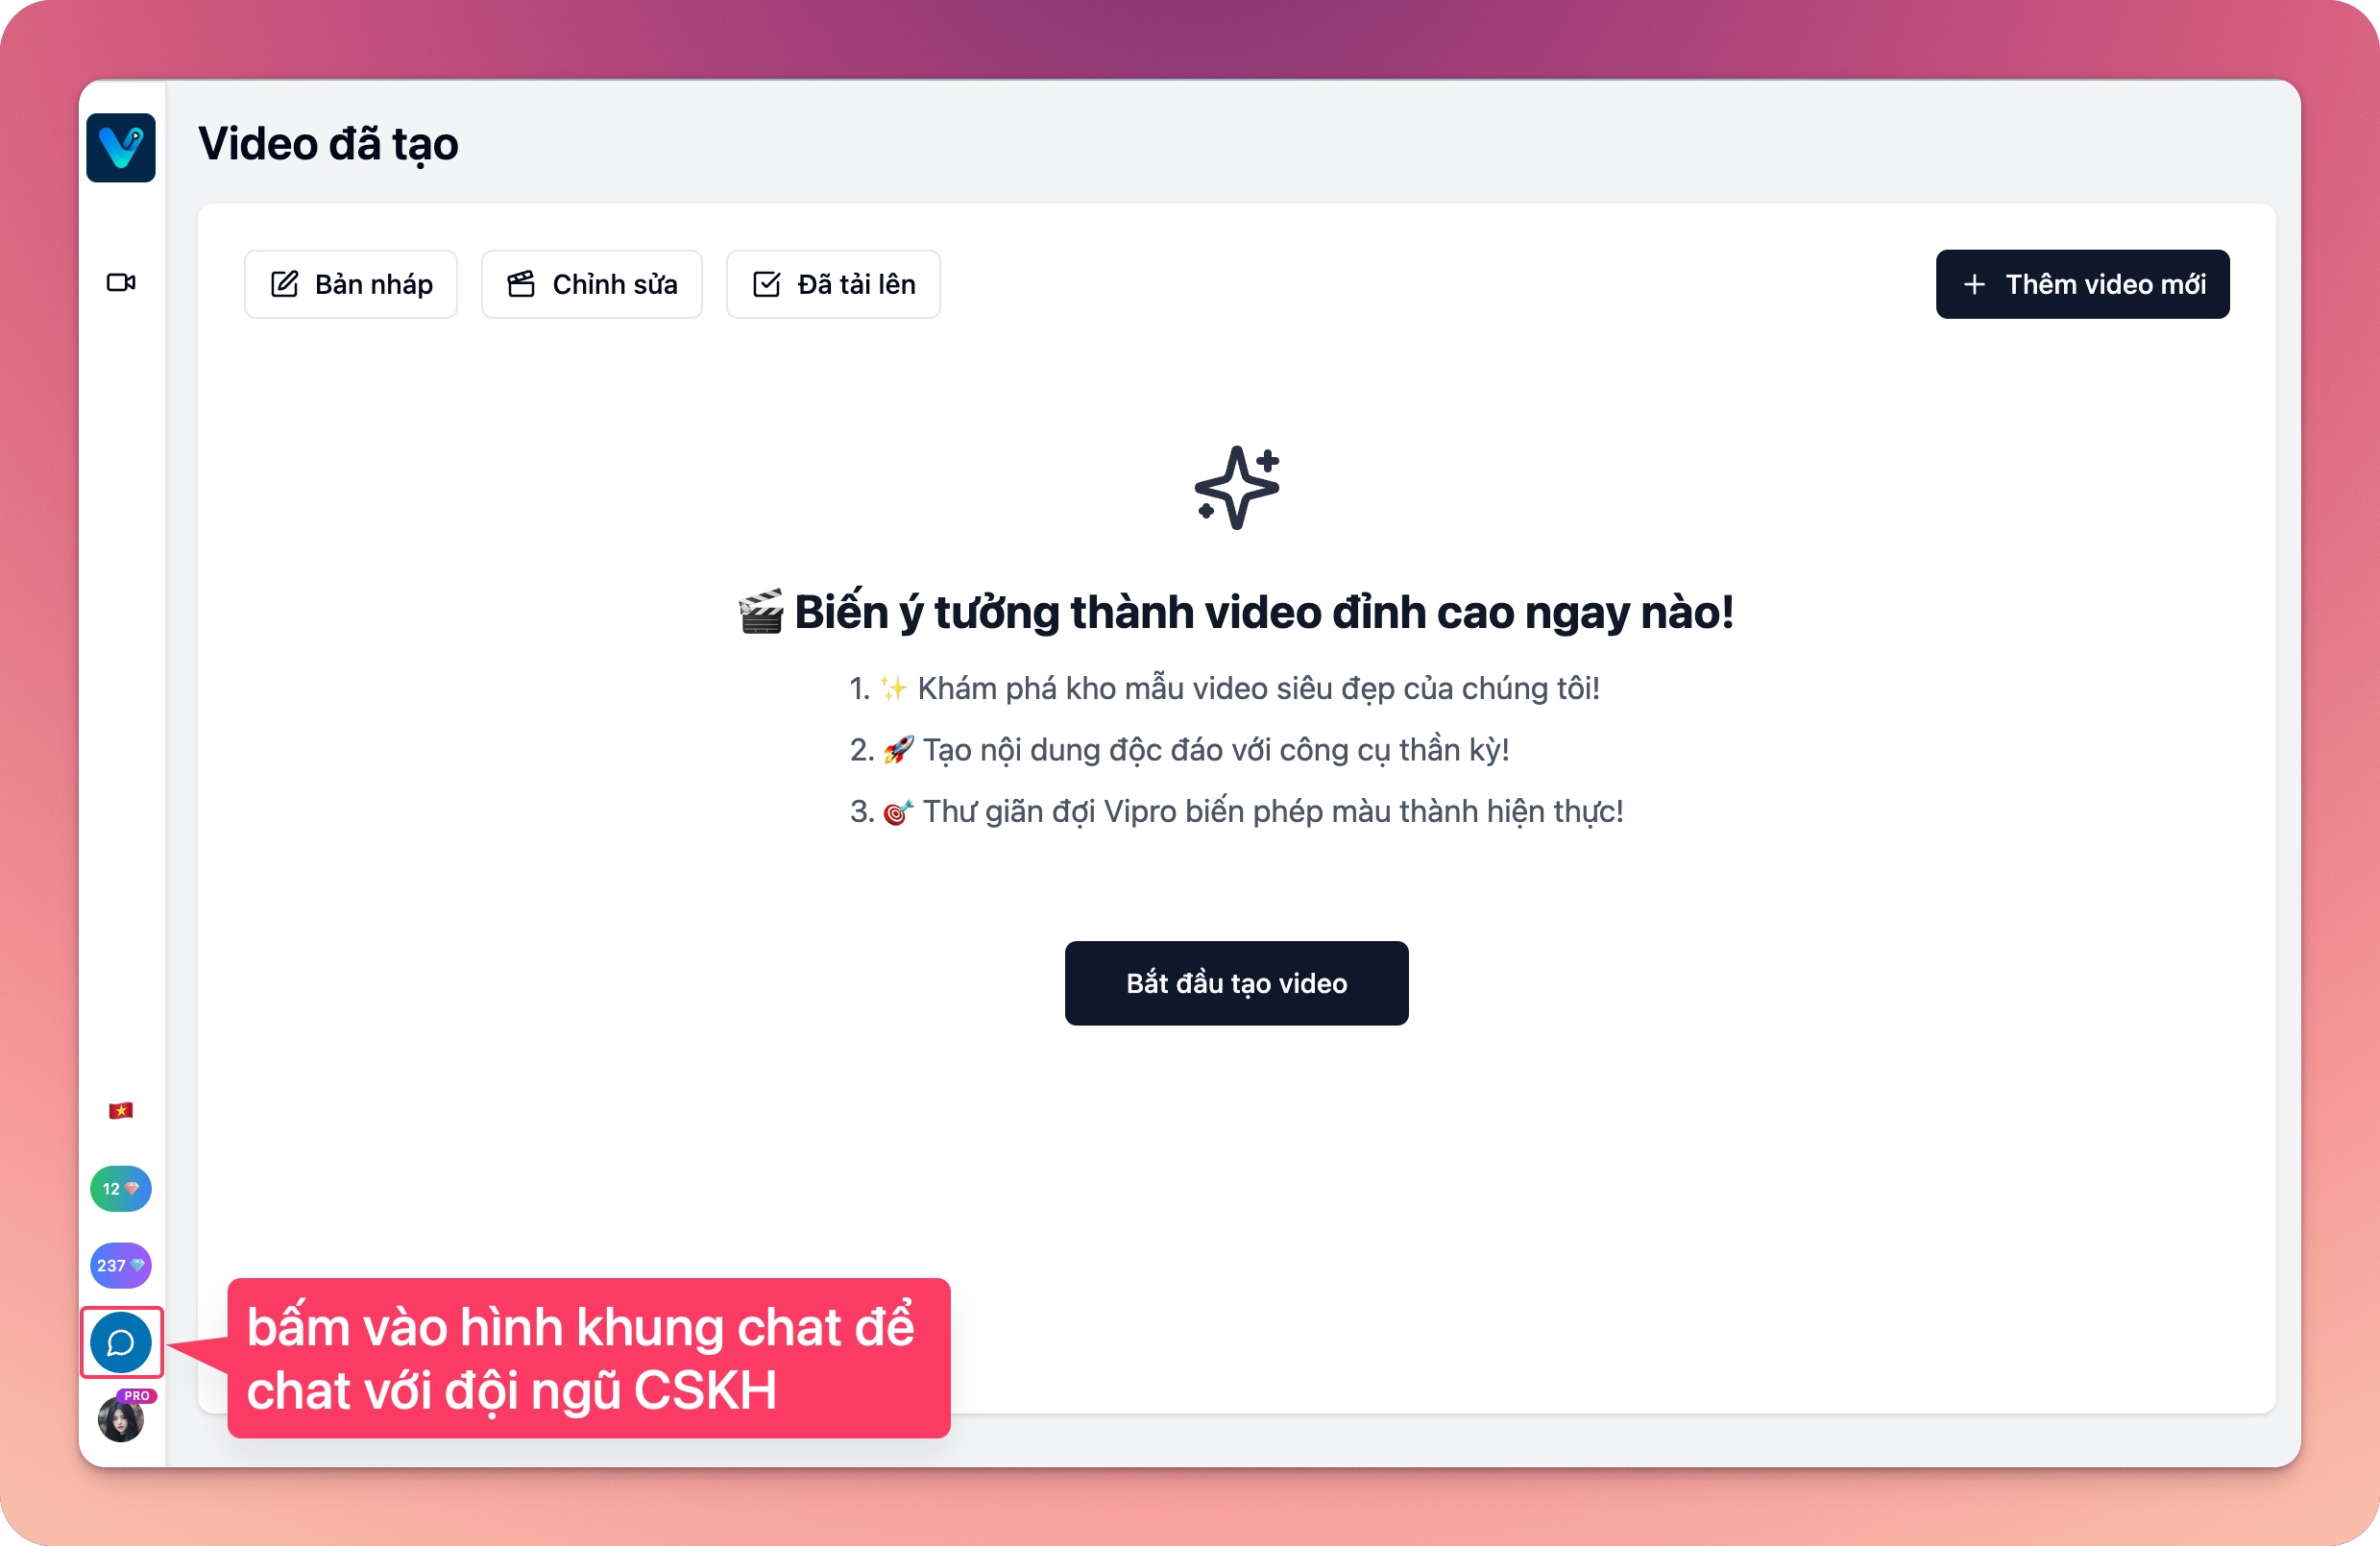 Video đã tạo
Bản nháp
Chỉnh sửa
Đã tải lên
Thêm video mới
🎬 Biến ý tưởng thành video đỉnh cao ngay nào!
1. ✨ Khám phá kho mẫu video siêu đẹp của chúng tôi!
2. 🚀 Tạo nội dung độc đáo với công cụ thần kỳ!
3. 🎯 Thư giãn đợi Vipro biến phép màu thành hiện thực!
Bắt đầu tạo video
12
237
bấm vào hình khung chat để
chat với đội ngũ CSKH
PRO